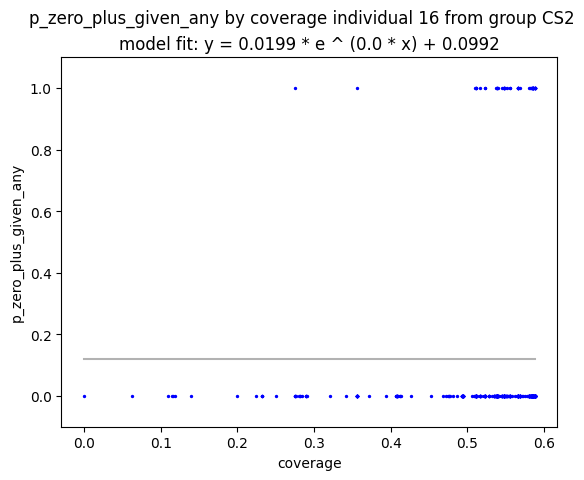 p_zero_plus_given_any by coverage individual 16 from group CS2
model fit: y = 0.0199 * e ^ (0.0 * x) + 0.0992
1.0
0.8
0.6
0.4
0.2
0.0
p_zero_plus_given_any
0.0 0.1 0.2 0.3 0.4 0.5 0.6
coverage